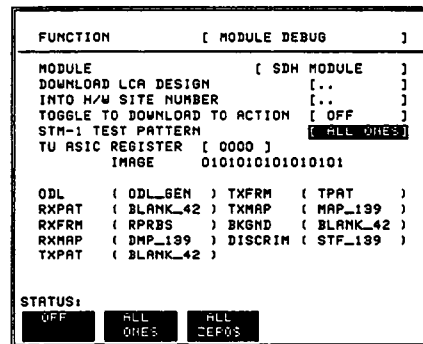 FUNCTION [ MODULE DEBUG ]
MODULE [ SDH MODULE ]
DOWNLOAD LCA DESIGN [.. ]
INTO H/W SITE NUMBER [.. ]
TOGGLE TO DOWNLOAD TO ACTION [ OFF ]
STM-1 TEST PATTERN [ ALL ONES]
TU ASIC REGISTER [ 0000 ]
IMAGE 0101010101010101
ODL ( ODL_GEN ) TXFRM ( TPAT )
RXPAT ( BLANK_42 ) TXMAP ( MAP_139 )
RXFRM ( RPRBS ) BKGND ( BLANK_42 )
RXMAP ( DMP_139 ) DISCRIM ( STF_139 )
TXPAT ( BLANK_42 )
STATUS:
OFF ALL ONES ALL ZEROS